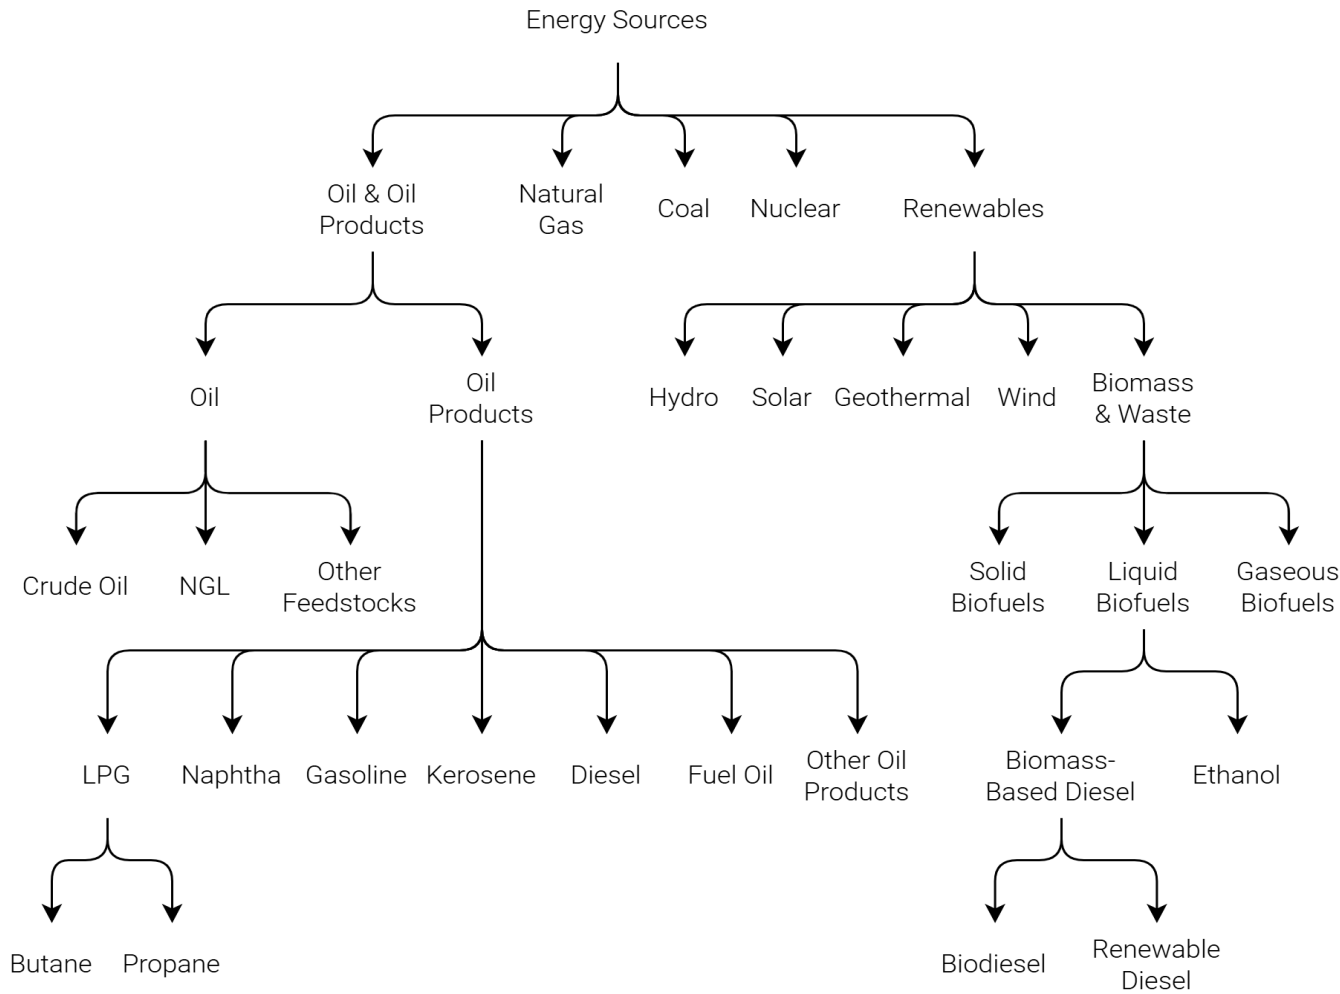 Energy Sources
Oil & Oil
Products
Natural
Gas
Coal
Nuclear
Renewables
Oil
Oil
Products
Hydro
Solar
Geothermal
Wind
Biomass
& Waste
Crude Oil
NGL
Other
Feedstocks
Solid
Biofuels
Liquid
Biofuels
Gaseous
Biofuels
LPG
Naphtha
Gasoline
Kerosene
Diesel
Fuel Oil
Other Oil
Products
Biomass-
Based Diesel
Ethanol
Butane
Propane
Biodiesel
Renewable
Diesel